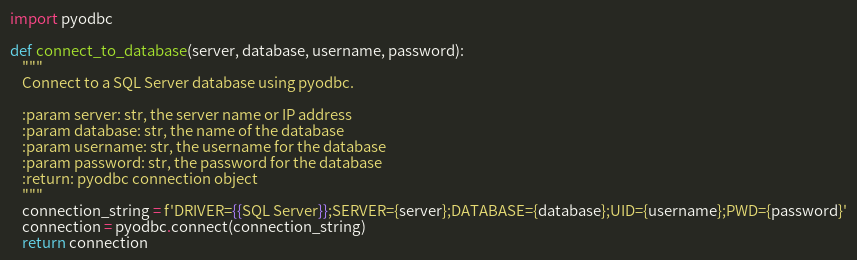 import pyodbc

def connect_to_database(server, database, username, password):
    """
    Connect to a SQL Server database using pyodbc.

    :param server: str, the server name or IP address
    :param database: str, the name of the database
    :param username: str, the username for the database
    :param password: str, the password for the database
    :return: pyodbc connection object
    """
    connection_string = f'DRIVER={{SQL Server}};SERVER={server};DATABASE={database};UID={username};PWD={password}'
    connection = pyodbc.connect(connection_string)
    return connection